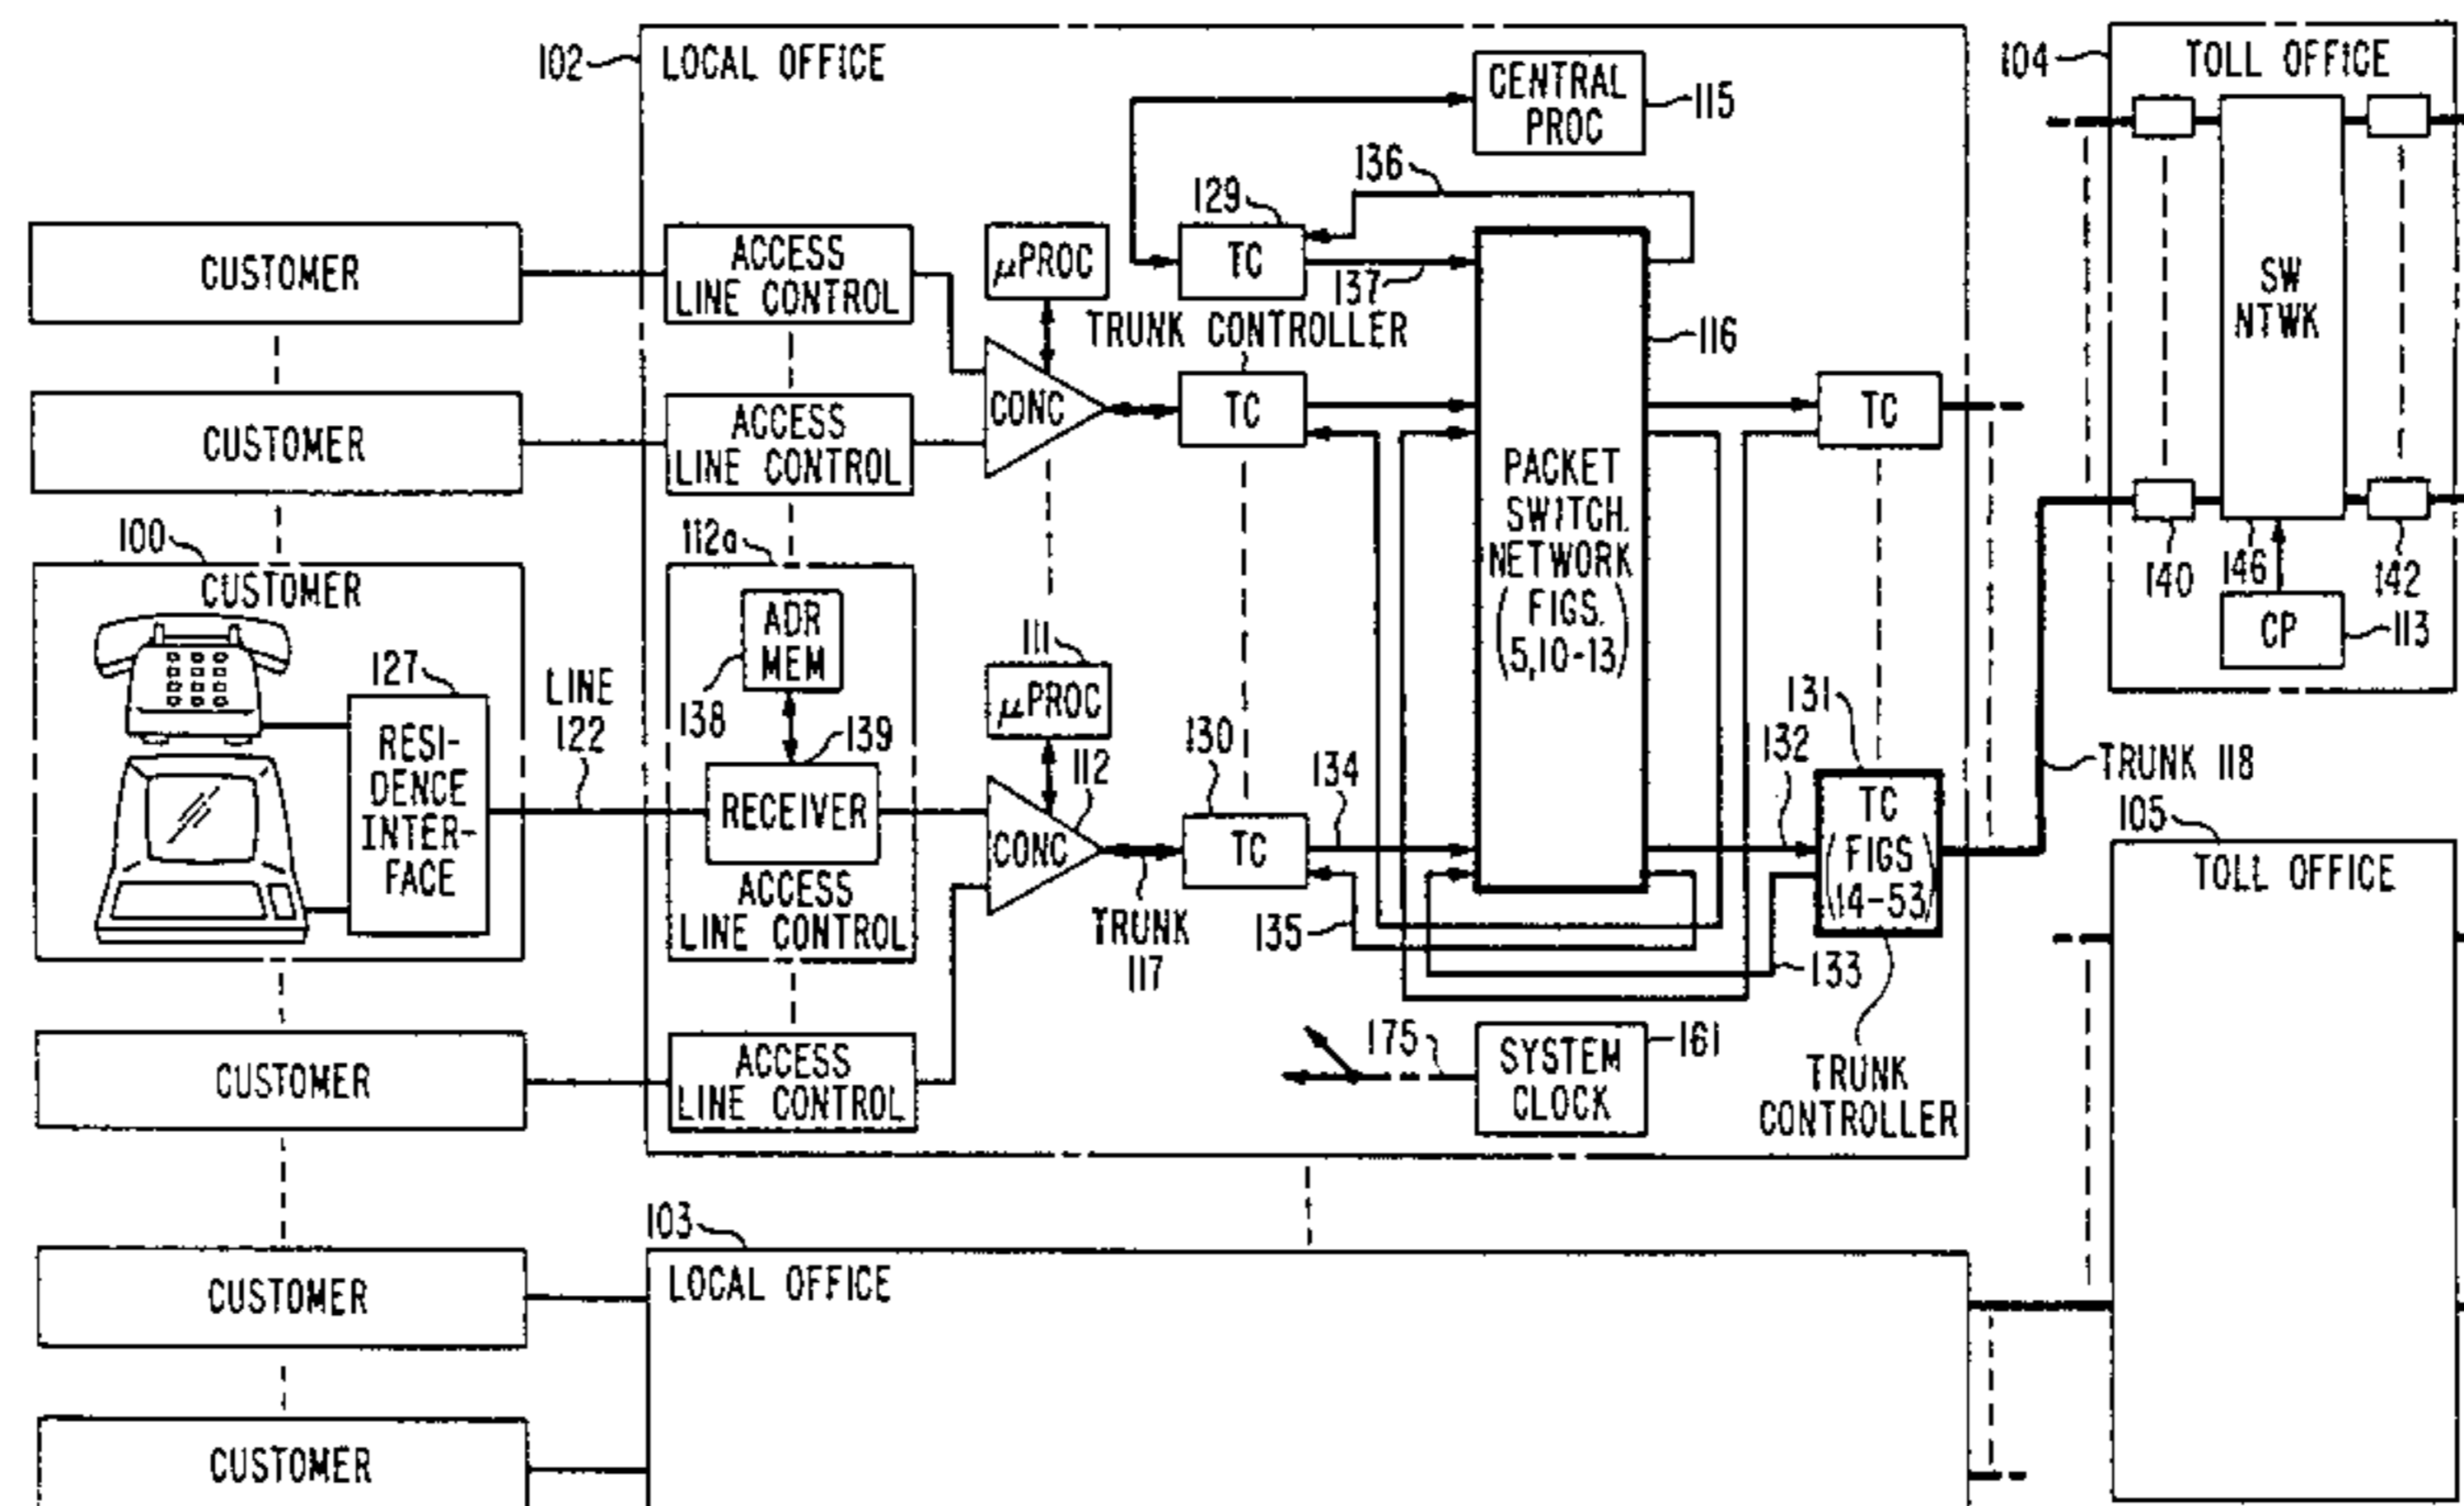 102
LOCAL OFFICE
CENTRAL
PROC
115
104
TOLL OFFICE
136
129
TC
137
CUSTOMER
ACCESS
LINE CONTROL
μPROC
TRUNK CONTROLLER
116
SW
NTWK
CUSTOMER
ACCESS
LINE CONTROL
CONC
TC
TC
PACKET
SWITCH.
NETWORK
(FIGS.
5,10-13)
140
146
142
CP
113
100
CUSTOMER
112a
ADR
MEM
138
111
μPROC
127
RESI-
DENCE
INTER-
FACE
LINE
122
139
RECEIVER
ACCESS
LINE CONTROL
112
CONC
TRUNK
117
130
TC
134
135
131
132
TC
(FIGS
14-53)
133
TRUNK
CONTROLLER
TRUNK 118
105
TOLL OFFICE
CUSTOMER
ACCESS
LINE CONTROL
175
SYSTEM
CLOCK
161
103
LOCAL OFFICE
CUSTOMER
CUSTOMER